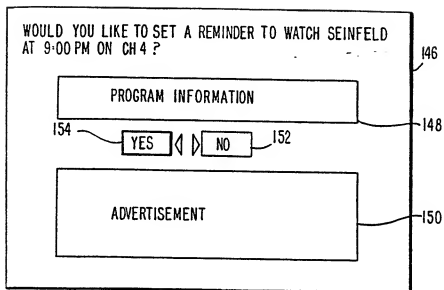 WOULD YOU LIKE TO SET A REMINDER TO WATCH SEINFELD
AT 9:00 PM ON CH 4 ?
146
PROGRAM INFORMATION
148
154
YES
NO
152
ADVERTISEMENT
150